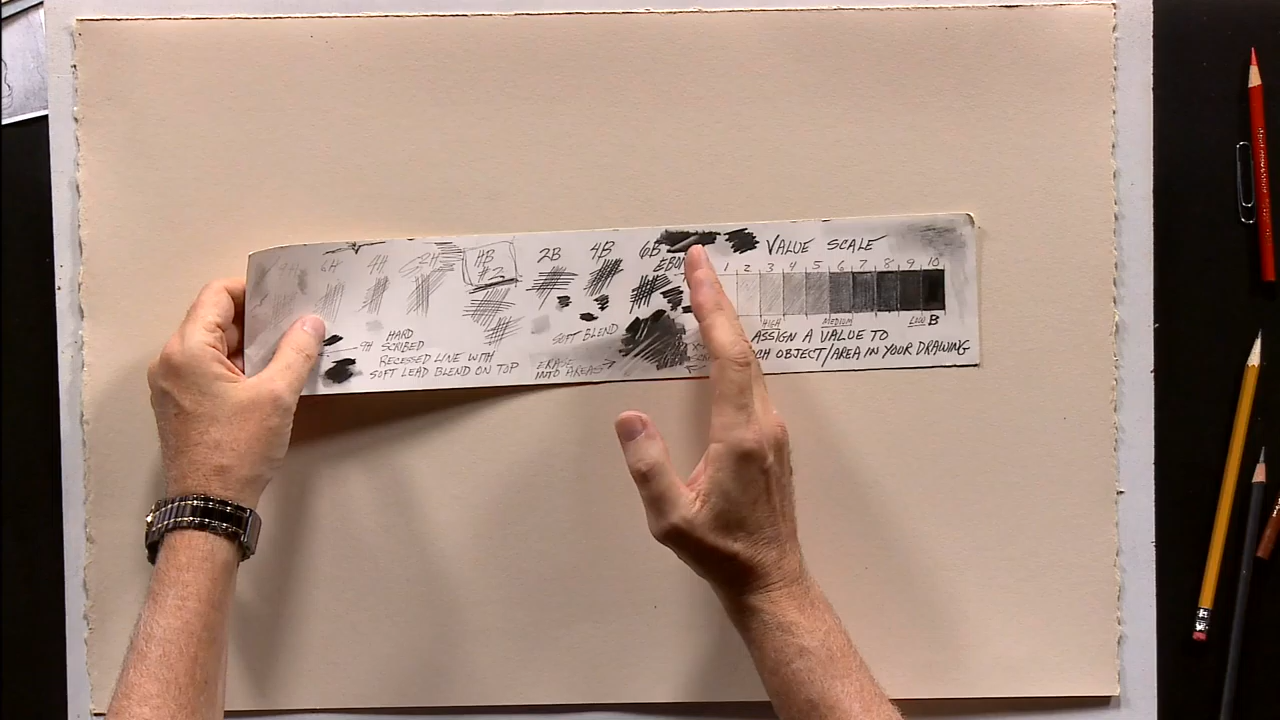 9H 6H 4H 2H HB 2B 4B 6B VALUE SCALE
#2 EBON
1 2 3 4 5 6 7 8 9 10
HIGH MEDIUM LOW B
9H HARD
SCRIBED
RECESSED LINE WITH
SOFT LEAD BLEND ON TOP
SOFT BLEND
ERASE
INTO AREAS
ASSIGN A VALUE TO
CH OBJECT/AREA IN YOUR DRAWING